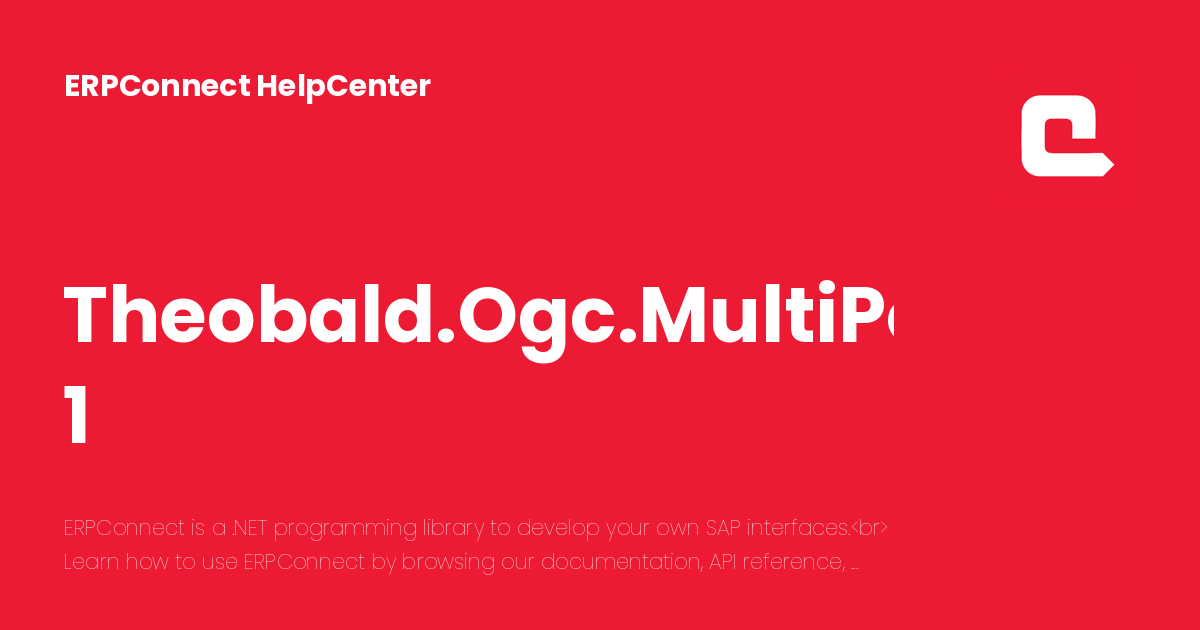 ERPConnect HelpCenter
Theobald.Ogc.MultiP
1
ERPConnect is a .NET programming library to develop your own SAP interfaces.<br>
Learn how to use ERPConnect by browsing our documentation, API reference, ...